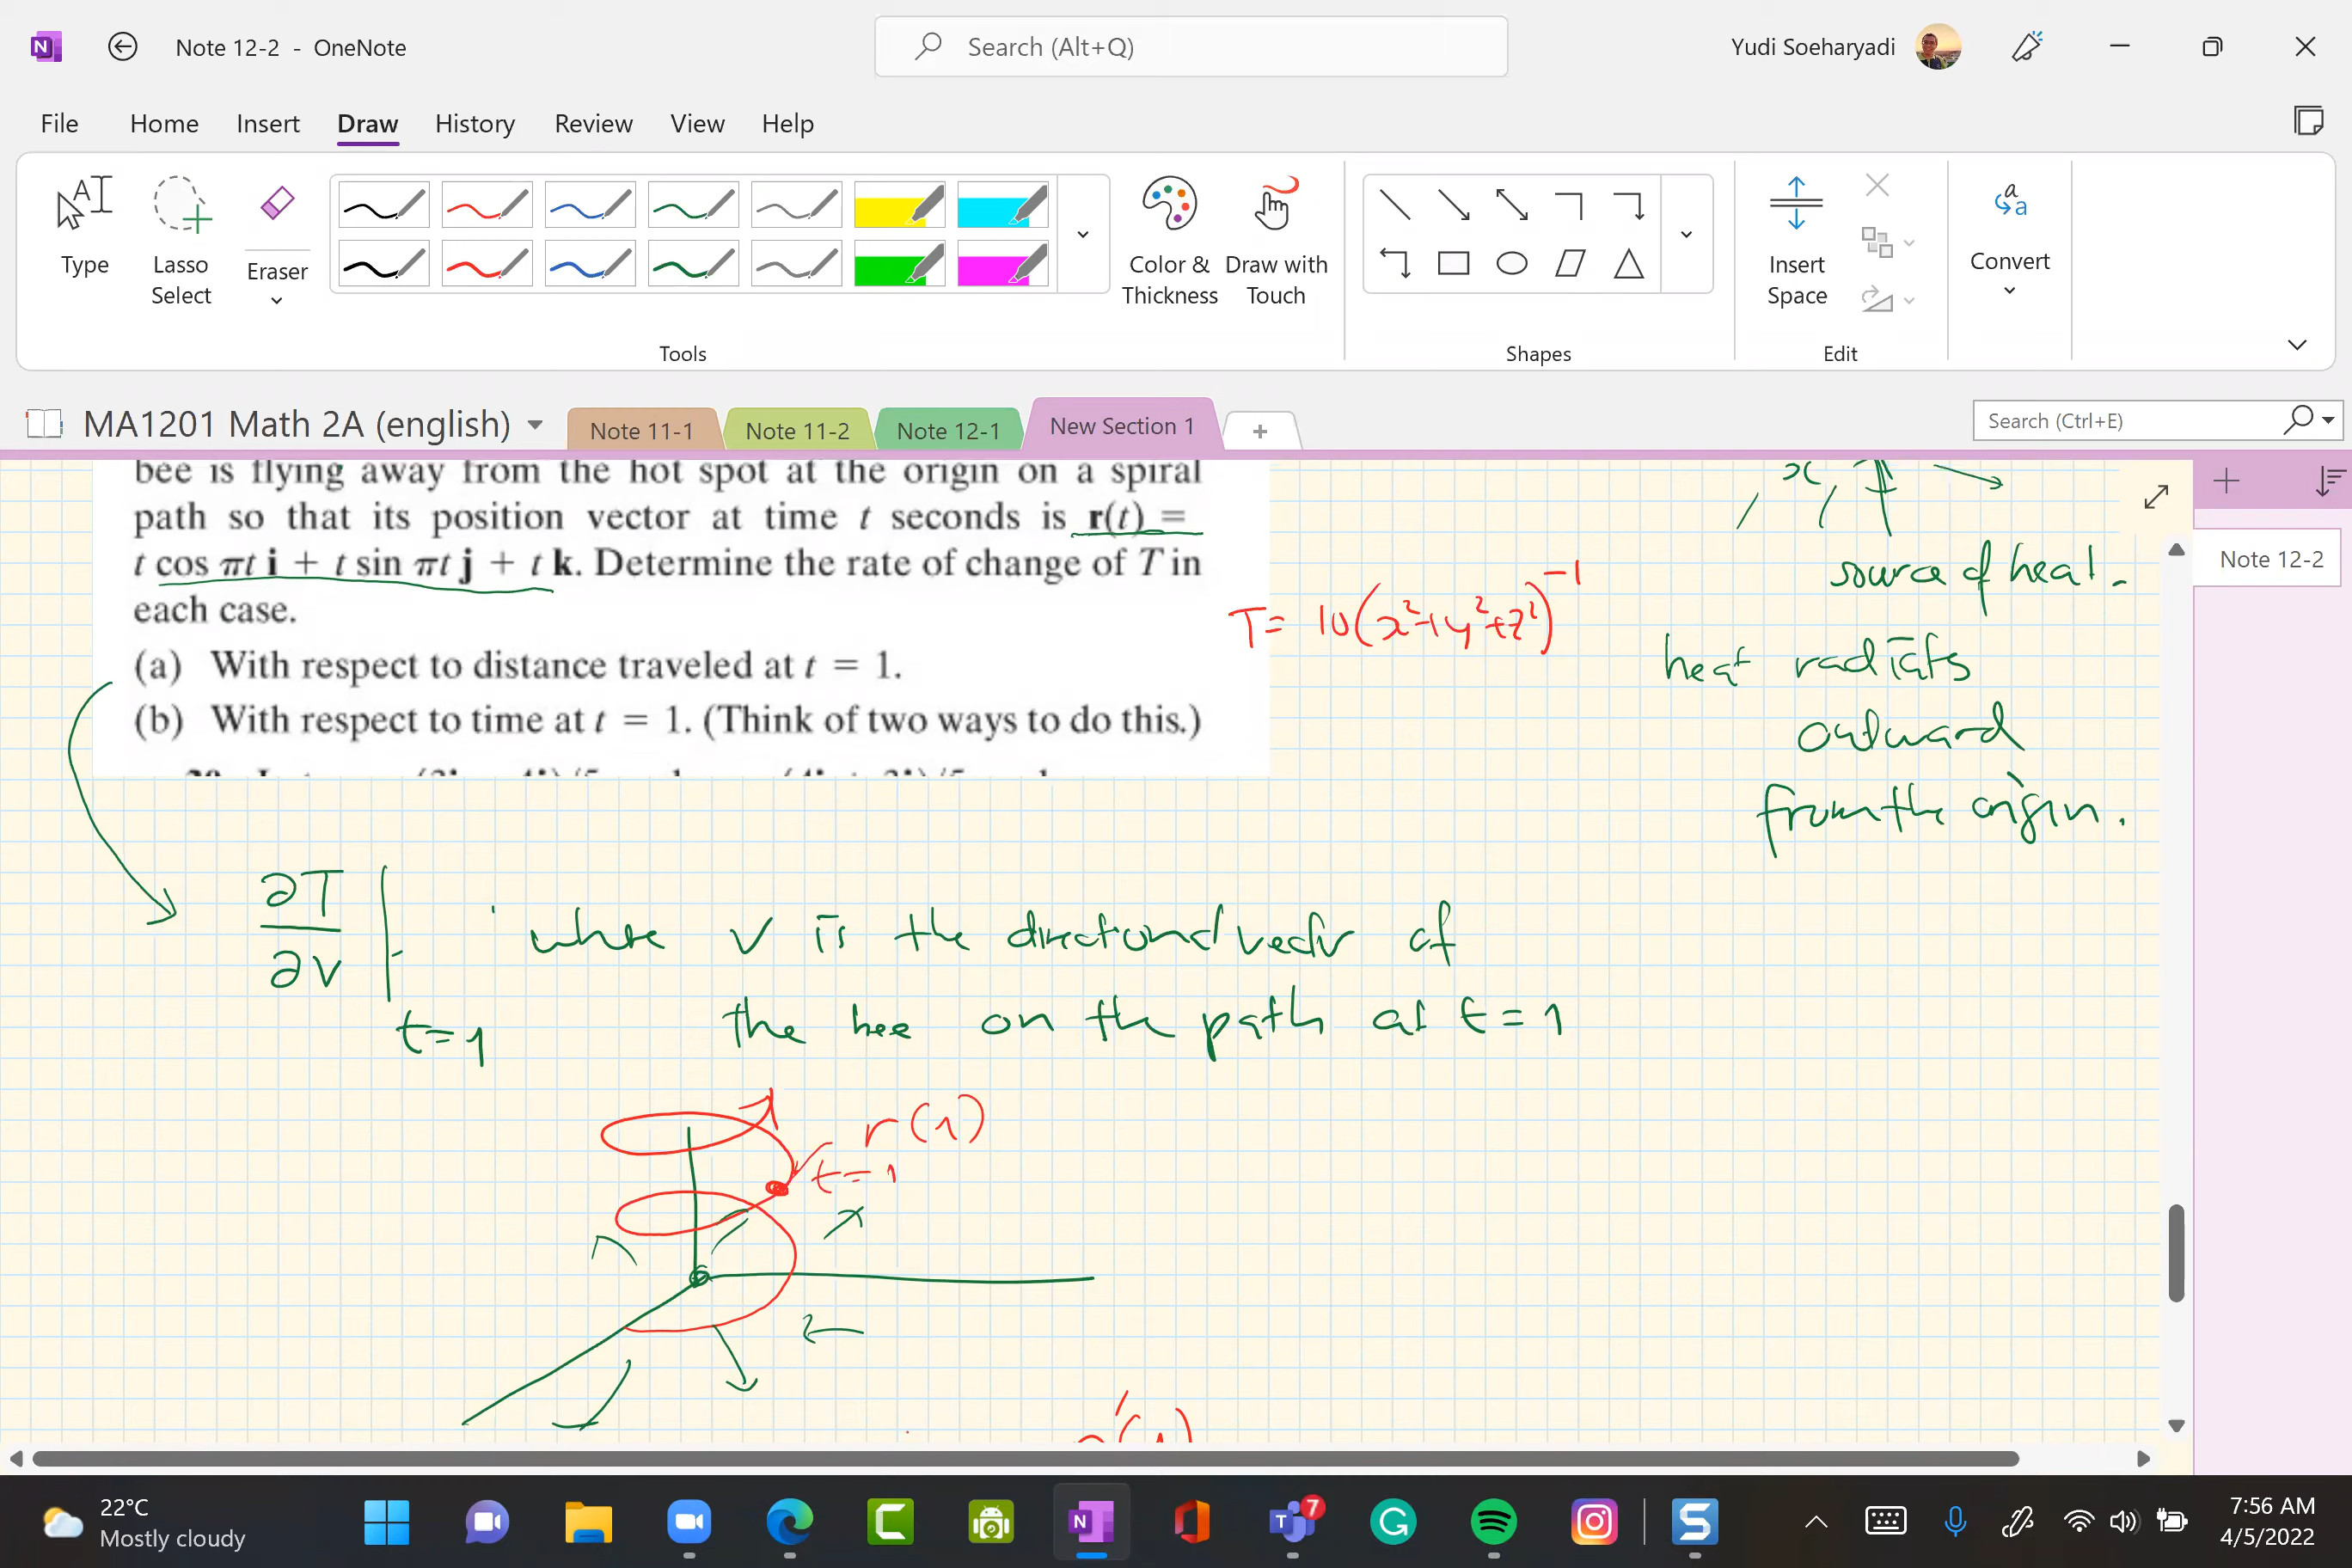 Note 12-2 - OneNote
Search (Alt+Q)
Yudi Soeharyadi
File Home Insert Draw History Review View Help
Type
Lasso Select
Eraser
Color & Thickness
Draw with Touch
Insert Space
Convert
Tools
Shapes
Edit
MA1201 Math 2A (english)
Note 11-1
Note 11-2
Note 12-1
New Section 1
Search (Ctrl+E)
Note 12-2
bee is flying away from the hot spot at the origin on a spiral
path so that its position vector at time t seconds is r(t) =
t cos πt i + t sin πt j + t k. Determine the rate of change of T in
each case.
(a) With respect to distance traveled at t = 1.
(b) With respect to time at t = 1. (Think of two ways to do this.)
T = 10(x²+y²+z²)⁻¹
source of heat.
heat radiats
outward
from the origin.
∂T/∂v | t=1 where v is the directional vector of
the bee on the path at t=1
r(1)
t=1
22°C
Mostly cloudy
7
7:56 AM
4/5/2022